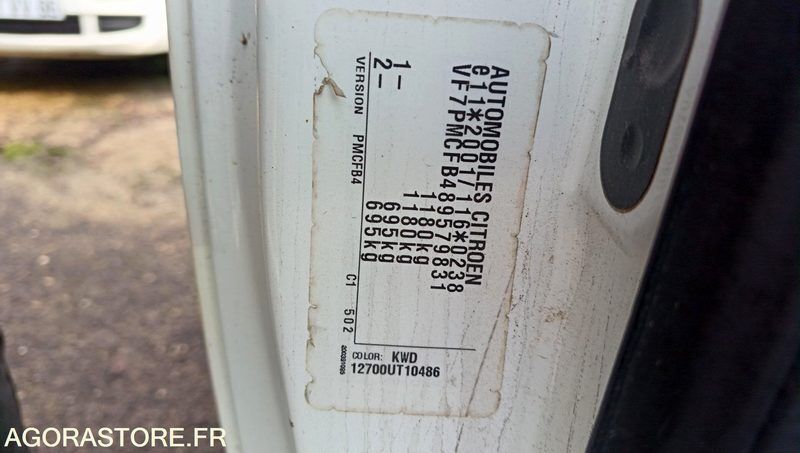 AUTOMOBILES CITROEN
e11*2001/116*0238
VF7PMCFB489579831
1180kg
1180kg
1- 695kg
2- 695kg
VERSION PMCFB4 C1 502
COLOR: KWD
12700UT10486
AGORASTORE.FR